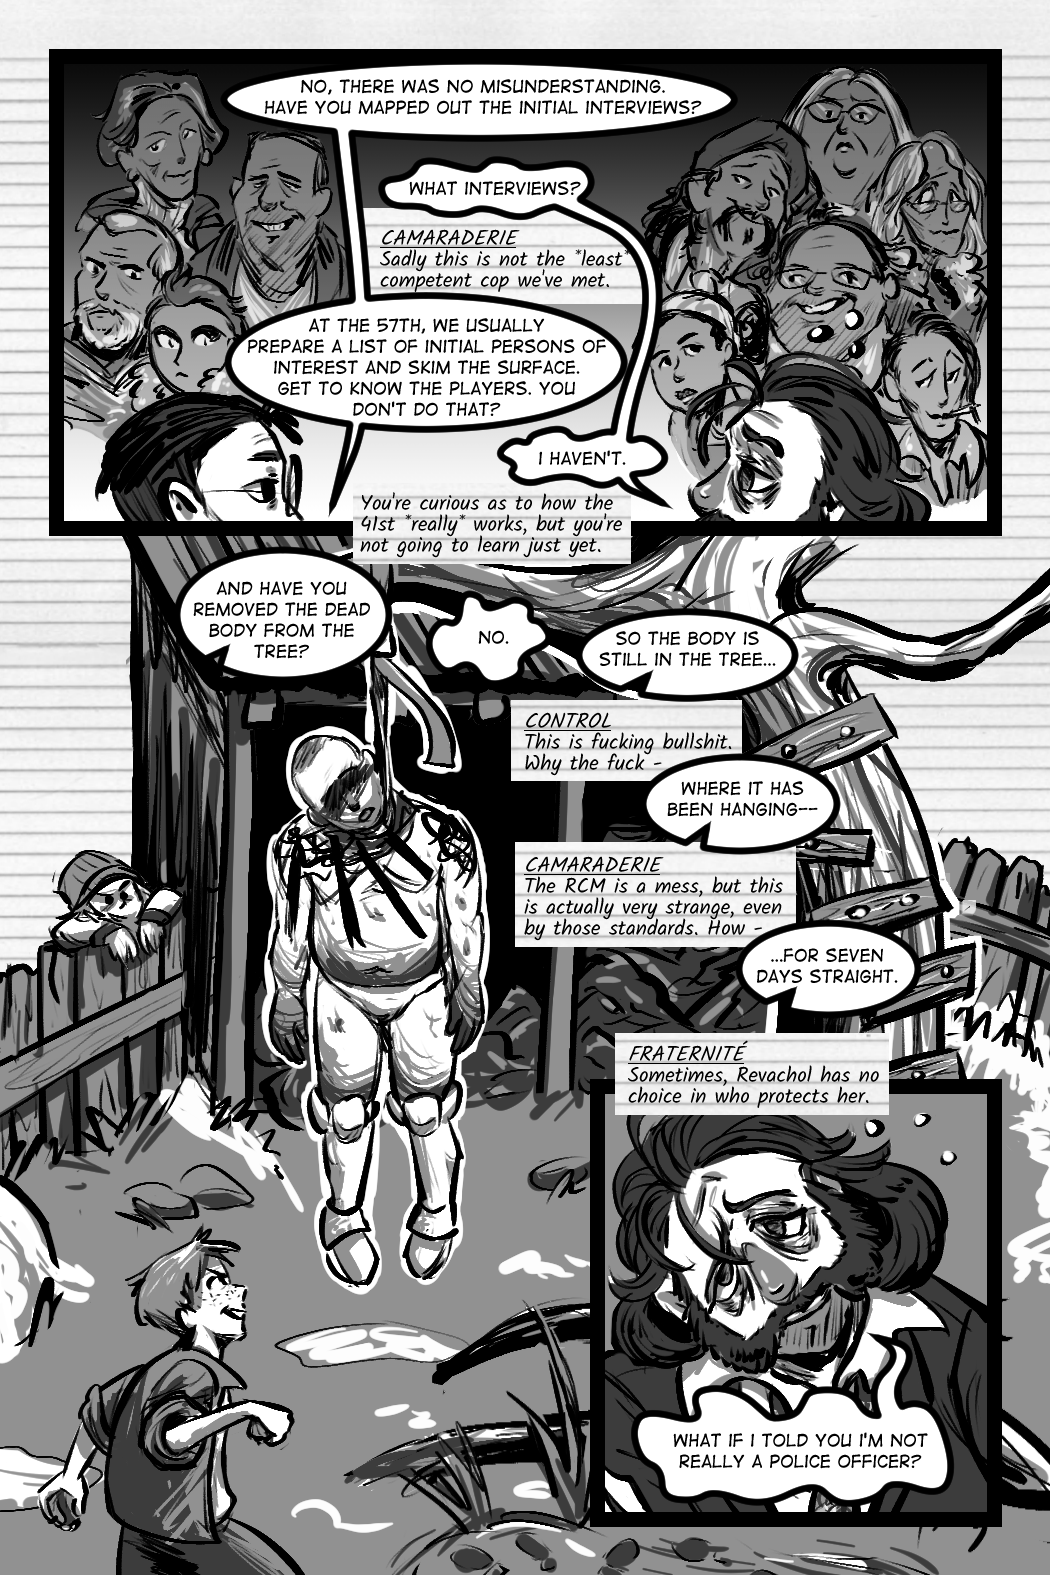 NO, THERE WAS NO MISUNDERSTANDING.
HAVE YOU MAPPED OUT THE INITIAL INTERVIEWS?
WHAT INTERVIEWS?
CAMARADERIE
Sadly this is not the *least*
competent cop we've met.
AT THE 57TH, WE USUALLY
PREPARE A LIST OF INITIAL PERSONS OF
INTEREST AND SKIM THE SURFACE.
GET TO KNOW THE PLAYERS. YOU
DON'T DO THAT?
I HAVEN'T.
You're curious as to how the
41st *really* works, but you're
not going to learn just yet.
AND HAVE YOU
REMOVED THE DEAD
BODY FROM THE
TREE?
NO.
SO THE BODY IS
STILL IN THE TREE...
CONTROL
This is fucking bullshit.
Why the fuck -
WHERE IT HAS
BEEN HANGING--
CAMARADERIE
The RCM is a mess, but this
is actually very strange, even
by those standards. How -
...FOR SEVEN
DAYS STRAIGHT.
FRATERNITÉ
Sometimes, Revachol has no
choice in who protects her.
WHAT IF I TOLD YOU I'M NOT
REALLY A POLICE OFFICER?